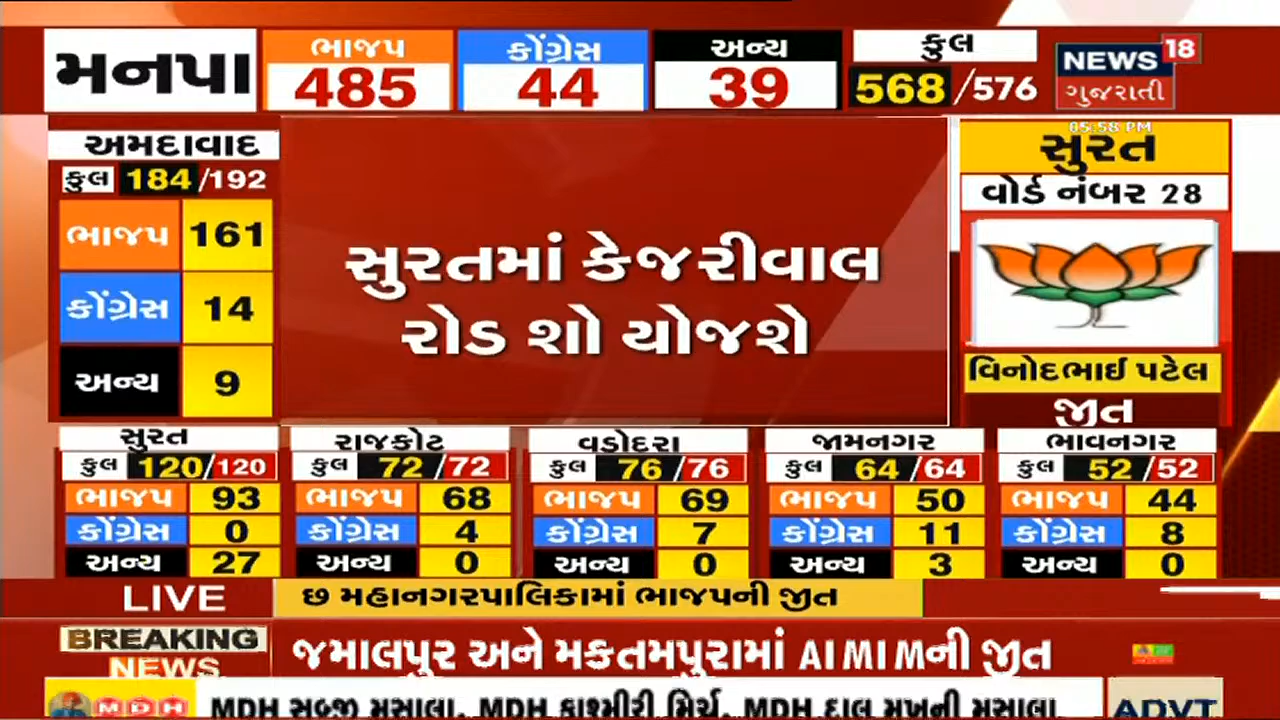 મનપા
ભાજપ
485
કોંગ્રેસ
44
અન્ય
39
કુલ
568/576
NEWS 18
ગુજરાતી
05:58 PM
અમદાવાદ
કુલ 184/192
ભાજપ 161
કોંગ્રેસ 14
અન્ય 9
સુરતમાં કેજરીવાલ
રોડ શો યોજશે
સુરત
વોર્ડ નંબર 28
વિનોદભાઈ પટેલ
જીત
સુરત
કુલ 120/120
ભાજપ 93
કોંગ્રેસ 0
અન્ય 27
રાજકોટ
કુલ 72/72
ભાજપ 68
કોંગ્રેસ 4
અન્ય 0
વડોદરા
કુલ 76/76
ભાજપ 69
કોંગ્રેસ 7
અન્ય 0
જામનગર
કુલ 64/64
ભાજપ 50
કોંગ્રેસ 11
અન્ય 3
ભાવનગર
કુલ 52/52
ભાજપ 44
કોંગ્રેસ 8
અન્ય 0
LIVE
છ મહાનગરપાલિકામાં ભાજપની જીત
BREAKING
NEWS
જમાલપુર અને મકતમપુરામાં AIMIMની જીત
MDH
MDH સબ્જી મસાલા, MDH કાશ્મીરી મિર્ચ, MDH દાલ મખની મસાલા
ADVT